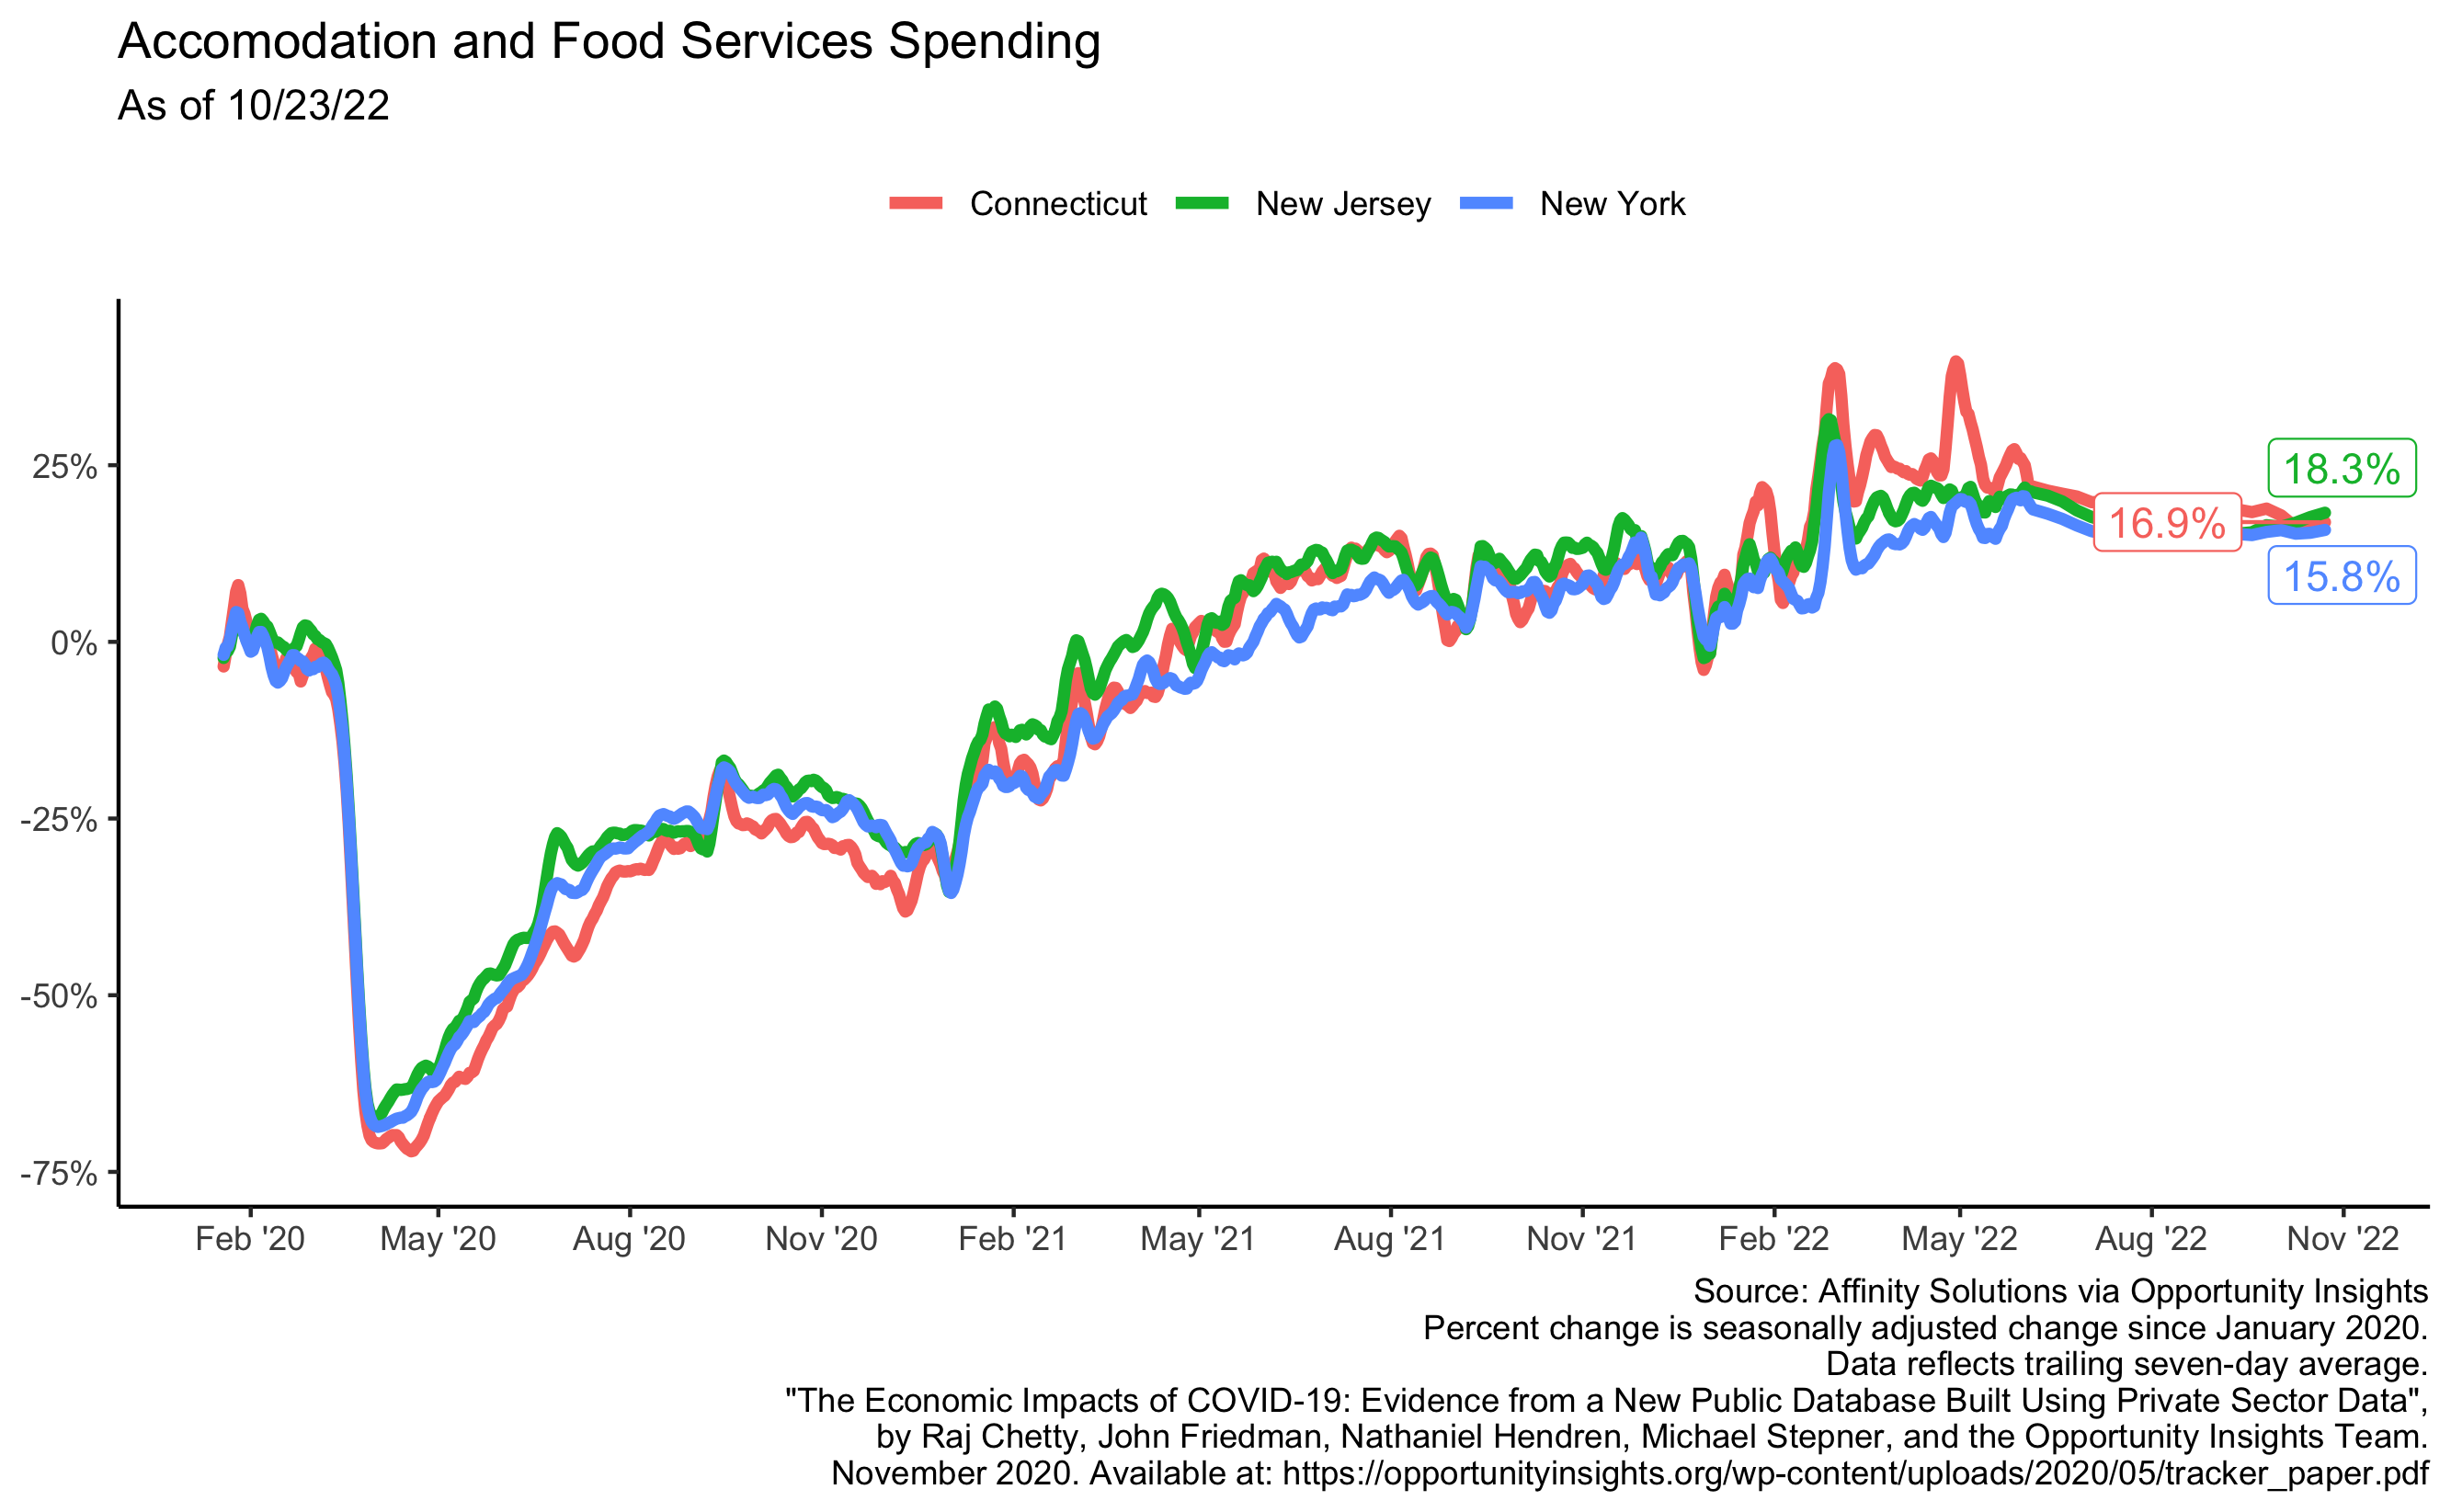 Accomodation and Food Services Spending
As of 10/23/22
Connecticut New Jersey New York
25%
0%
-25%
-50%
-75%
18.3%
16.9%
15.8%
Feb '20 May '20 Aug '20 Nov '20 Feb '21 May '21 Aug '21 Nov '21 Feb '22 May '22 Aug '22 Nov '22
Source: Affinity Solutions via Opportunity Insights
Percent change is seasonally adjusted change since January 2020.
Data reflects trailing seven-day average.
"The Economic Impacts of COVID-19: Evidence from a New Public Database Built Using Private Sector Data",
by Raj Chetty, John Friedman, Nathaniel Hendren, Michael Stepner, and the Opportunity Insights Team.
November 2020. Available at: https://opportunityinsights.org/wp-content/uploads/2020/05/tracker_paper.pdf